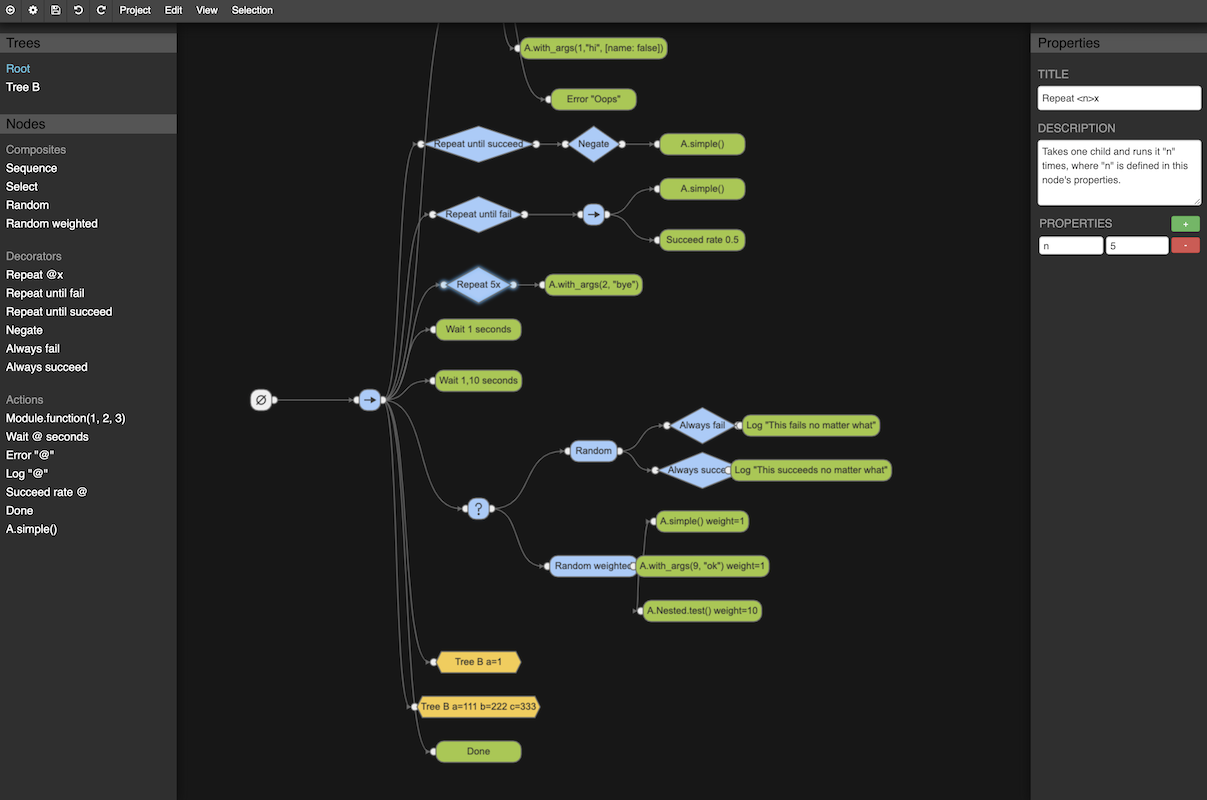 Project Edit View Selection
Trees
Root
Tree B
Nodes
Composites
Sequence
Select
Random
Random weighted
Decorators
Repeat @x
Repeat until fail
Repeat until succeed
Negate
Always fail
Always succeed
Actions
Module.function(1, 2, 3)
Wait @ seconds
Error "@"
Log "@"
Succeed rate @
Done
A.simple()
A.with_args(1,"hi", [name: false])
Error "Oops"
Repeat until succeed
Negate
A.simple()
Repeat until fail
A.simple()
Succeed rate 0.5
Repeat 5x
A.with_args(2, "bye")
Wait 1 seconds
Wait 1,10 seconds
Random
Always fail
Log "This fails no matter what"
Always succe
Log "This succeeds no matter what"
?
A.simple() weight=1
Random weighted
A.with_args(9, "ok") weight=1
A.Nested.test() weight=10
Tree B a=1
Tree B a=111 b=222 c=333
Done
Properties
TITLE
Repeat <n>x
DESCRIPTION
Takes one child and runs it "n"
times, where "n" is defined in this
node's properties.
PROPERTIES +
n 5 -